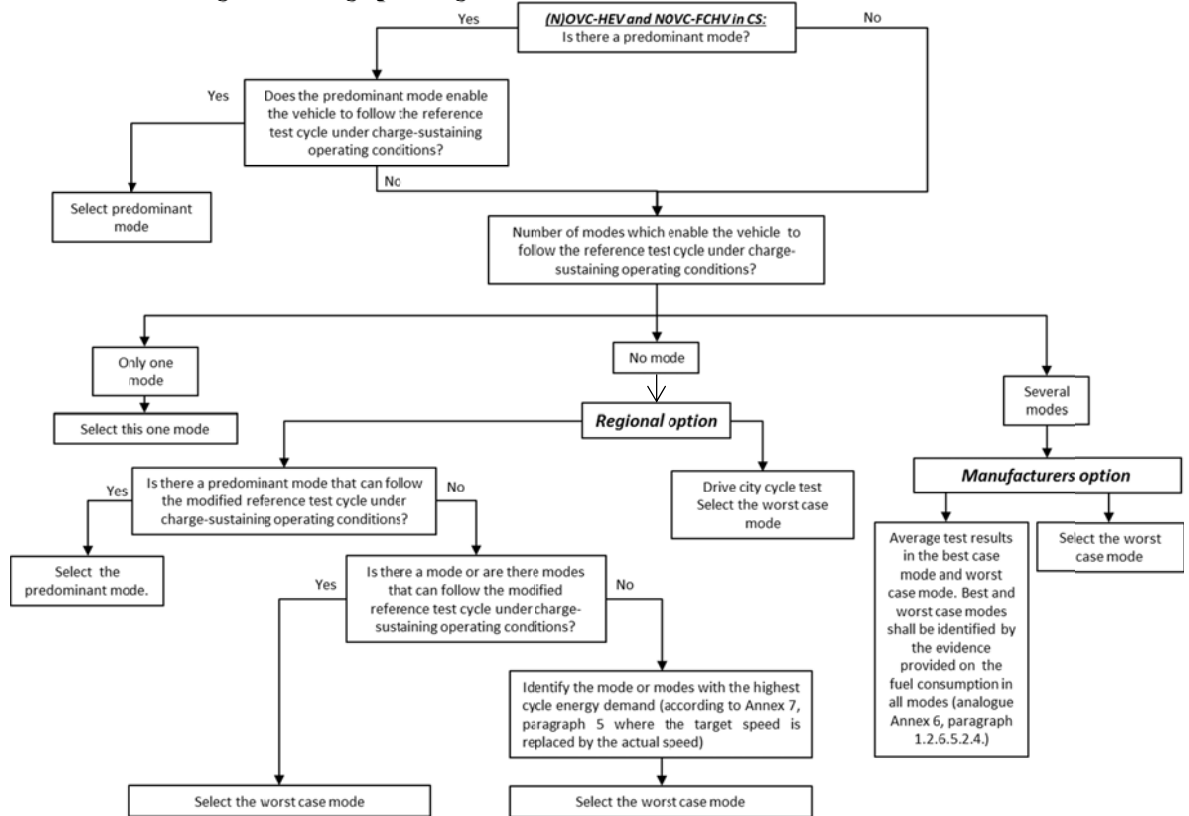 Yes
(N)OVC-HEV and N0VC-FCHV in CS:
Is there a predominant mode?
No
Yes
Does the predominant mode enable
the vehicle to follow the reference
test cycle under charge-sustaining
operating conditions?
No
Select predominant
mode
Number of modes which enable the vehicle to
follow the reference test cycle under charge-
sustaining operating conditions?
Only one
mode
Select this one mode
No mode
Several
modes
Regional option
Manufacturers option
Yes
Is there a predominant mode that can follow
the modified reference test cycle under
charge-sustaining operating conditions?
No
Drive city cycle test
Select the worst case
mode
Average test results
in the best case
mode and worst
case mode. Best and
worst case modes
shall be identified by
the evidence
provided on the
fuel consumption in
all modes (analogue
Annex 6, paragraph
1.2.6.5.2.4.)
Select the worst
case mode
Select the
predominant mode.
Yes
Is there a mode or are there modes
that can follow the modified
reference test cycle under charge-
sustaining operating conditions?
No
Identify the mode or modes with the highest
cycle energy demand (according to Annex 7,
paragraph 5 where the target speed is
replaced by the actual speed)
Select the worst case mode
Select the worst case mode